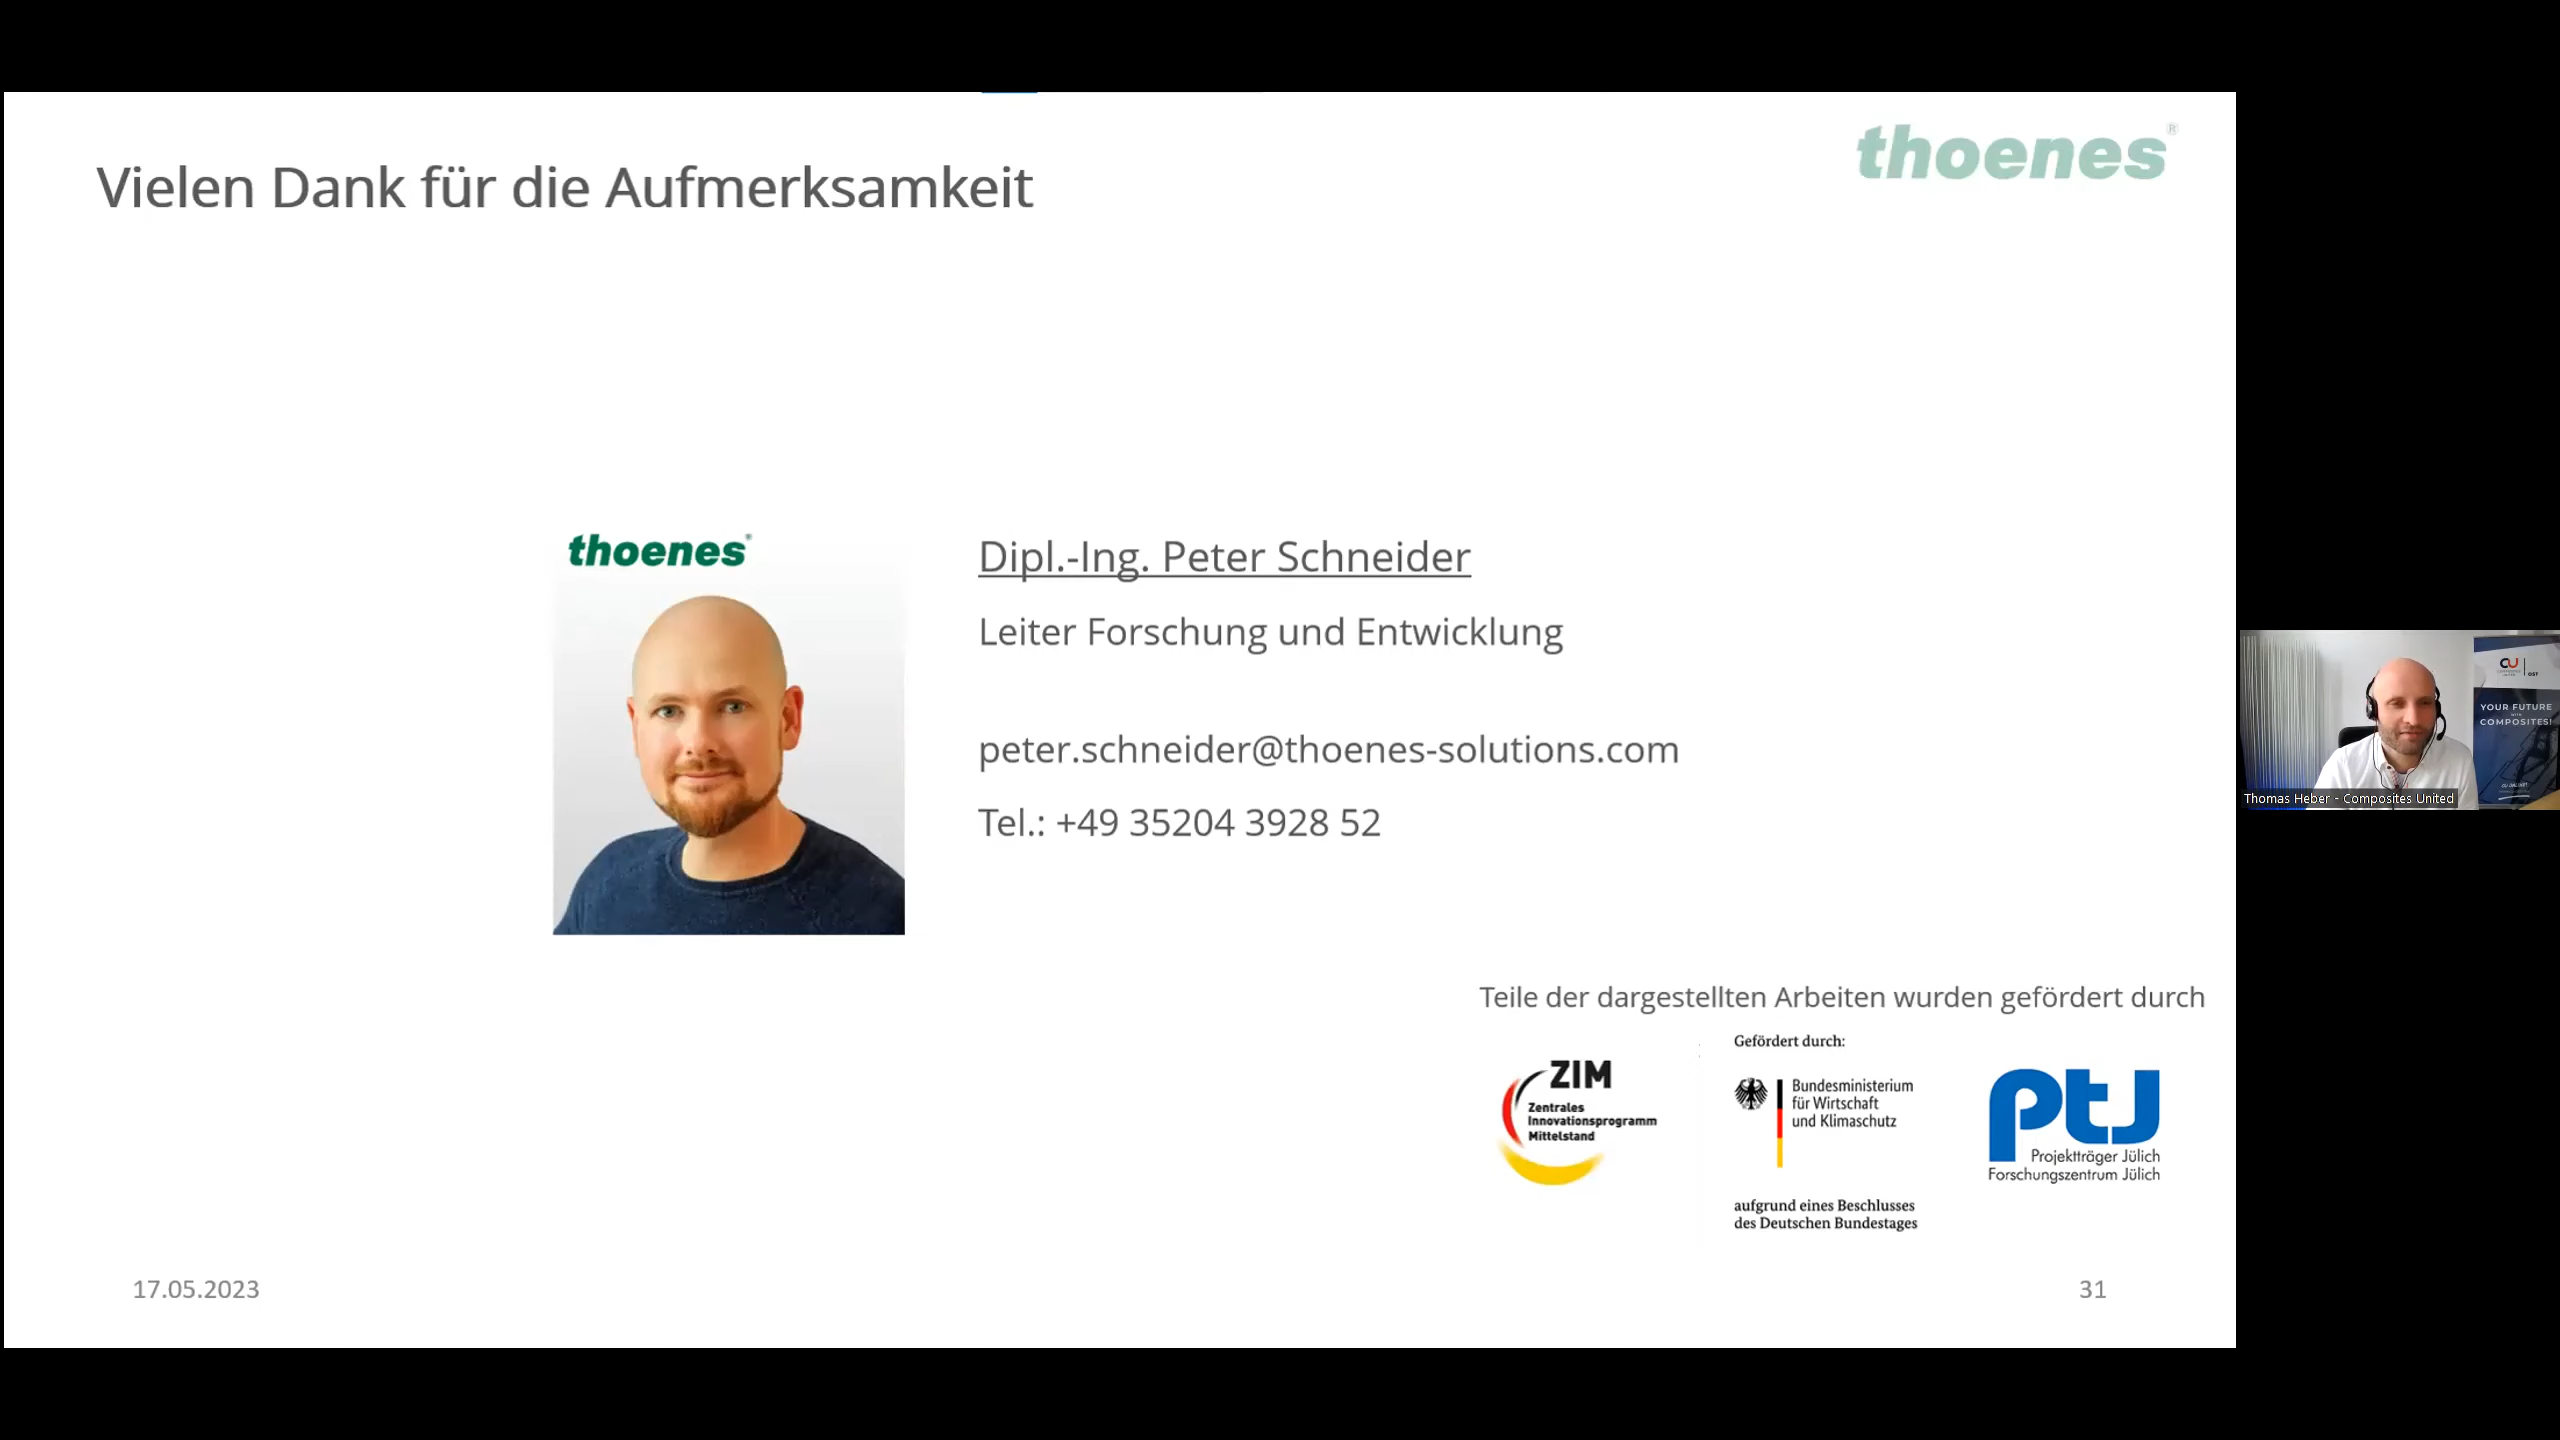 thoenes®
Vielen Dank für die Aufmerksamkeit
thoenes®
Dipl.-Ing. Peter Schneider
Leiter Forschung und Entwicklung
peter.schneider@thoenes-solutions.com
Tel.: +49 35204 3928 52
CU
OST
YOUR FUTURE
WITH
COMPOSITES!
Thomas Heber - Composites United
Teile der dargestellten Arbeiten wurden gefördert durch
ZIM
Zentrales
Innovationsprogramm
Mittelstand
Gefördert durch:
Bundesministerium
für Wirtschaft
und Klimaschutz
aufgrund eines Beschlusses
des Deutschen Bundestages
ptJ
Projektträger Jülich
Forschungszentrum Jülich
17.05.2023
31